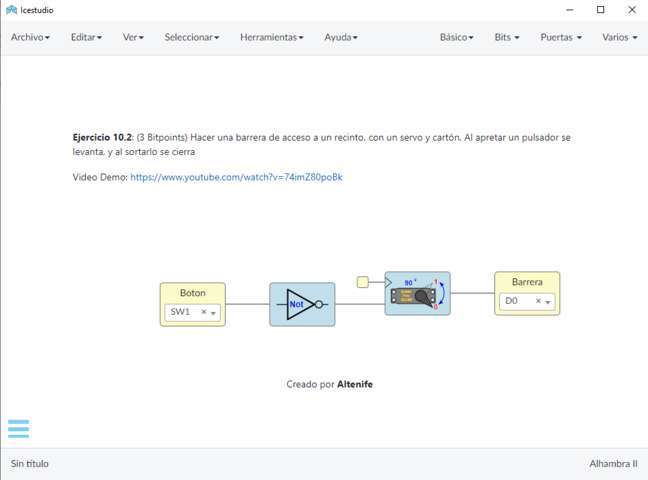 Icestudio
Archivo Editar Ver Seleccionar Herramientas Ayuda Básico Bits Puertas Varios
Ejercicio 10.2: (3 Bitpoints) Hacer una barrera de acceso a un recinto, con un servo y cartón. Al apretar un pulsador se
levanta, y al sortarlo se cierra
Video Demo: https://www.youtube.com/watch?v=74imZ80poBk
Boton
SW1
Not
90 °
1
0
Barrera
D0
Creado por Altenife
Sin título
Alhambra II